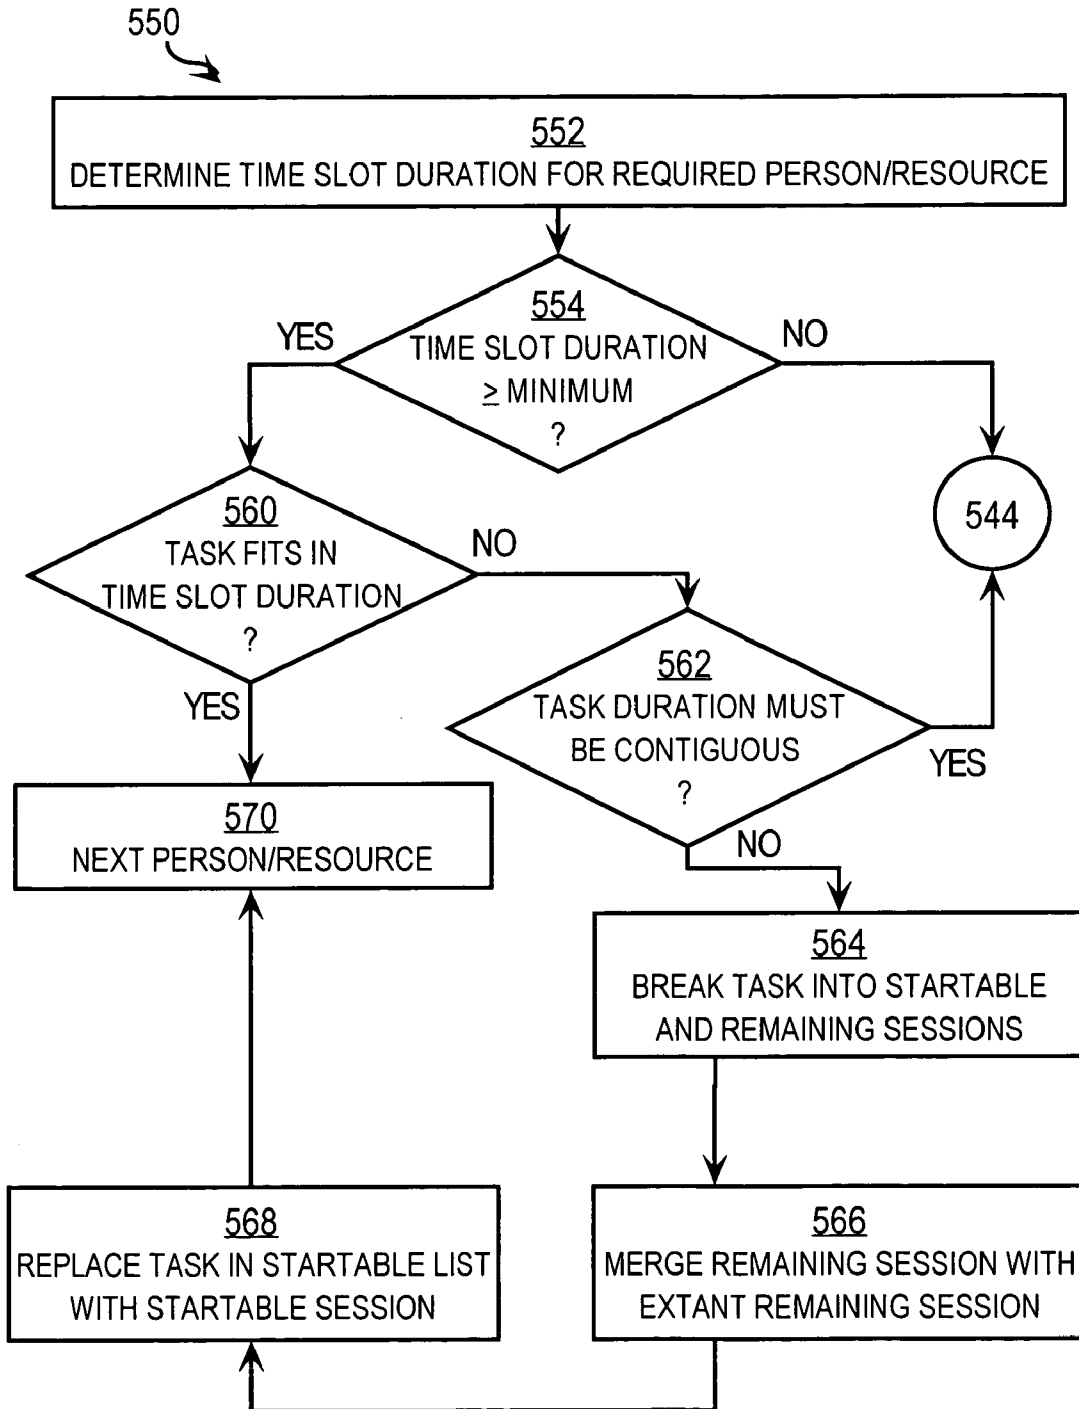 550
552
DETERMINE TIME SLOT DURATION FOR REQUIRED PERSON/RESOURCE
554
TIME SLOT DURATION
≥ MINIMUM
?
YES
NO
544
560
TASK FITS IN
TIME SLOT DURATION
?
NO
YES
562
TASK DURATION MUST
BE CONTIGUOUS
?
YES
NO
570
NEXT PERSON/RESOURCE
564
BREAK TASK INTO STARTABLE
AND REMAINING SESSIONS
566
MERGE REMAINING SESSION WITH
EXTANT REMAINING SESSION
568
REPLACE TASK IN STARTABLE LIST
WITH STARTABLE SESSION